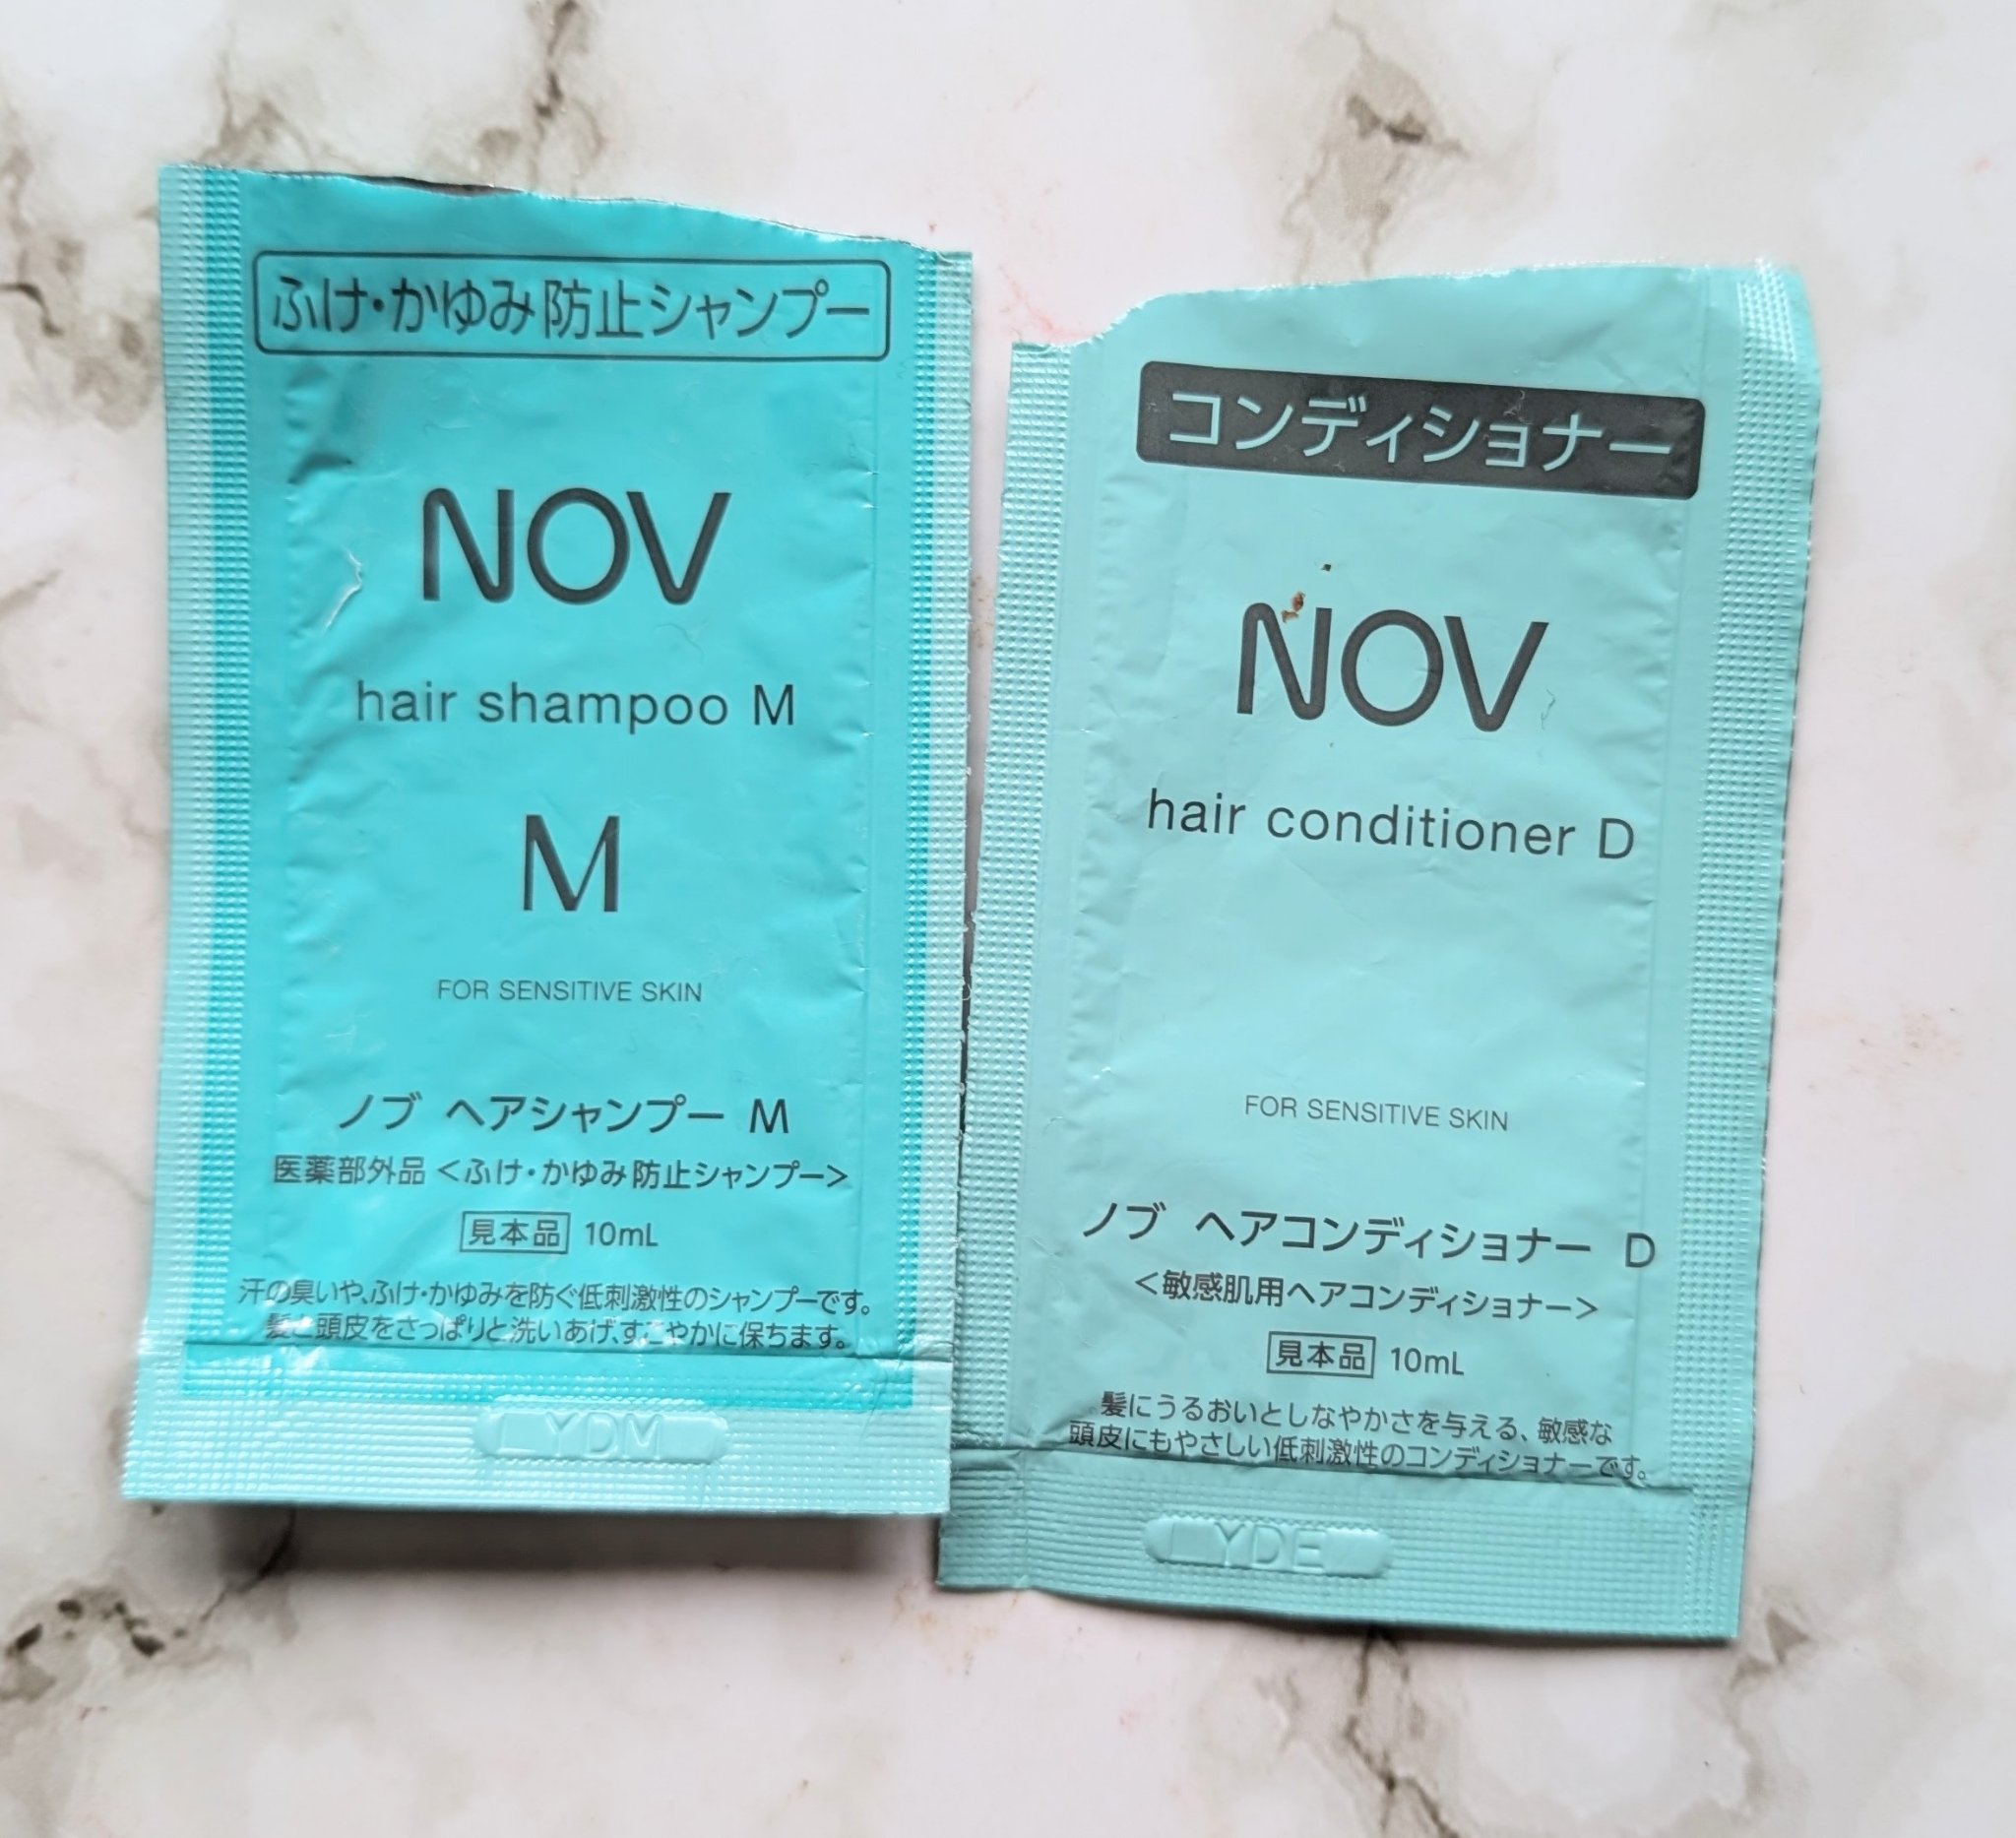 ふけ・かゆみ防止シャンプー
NOV
hair shampoo M
M
FOR SENSITIVE SKIN
ノブ ヘアシャンプー M
医薬部外品<ふけ・かゆみ防止シャンプー>
見本品 10mL
汗の臭いや、ふけ・かゆみを防ぐ低刺激性のシャンプーです。
髪と頭皮をさっぱりと洗いあげ、すこやかに保ちます。
コンディショナー
NOV
hair conditioner D
FOR SENSITIVE SKIN
ノブ ヘアコンディショナー D
<敏感肌用ヘアコンディショナー>
見本品 10mL
髪にうるおいとしなやかさを与える、敏感な
頭皮にもやさしい低刺激性のコンディショナーです。